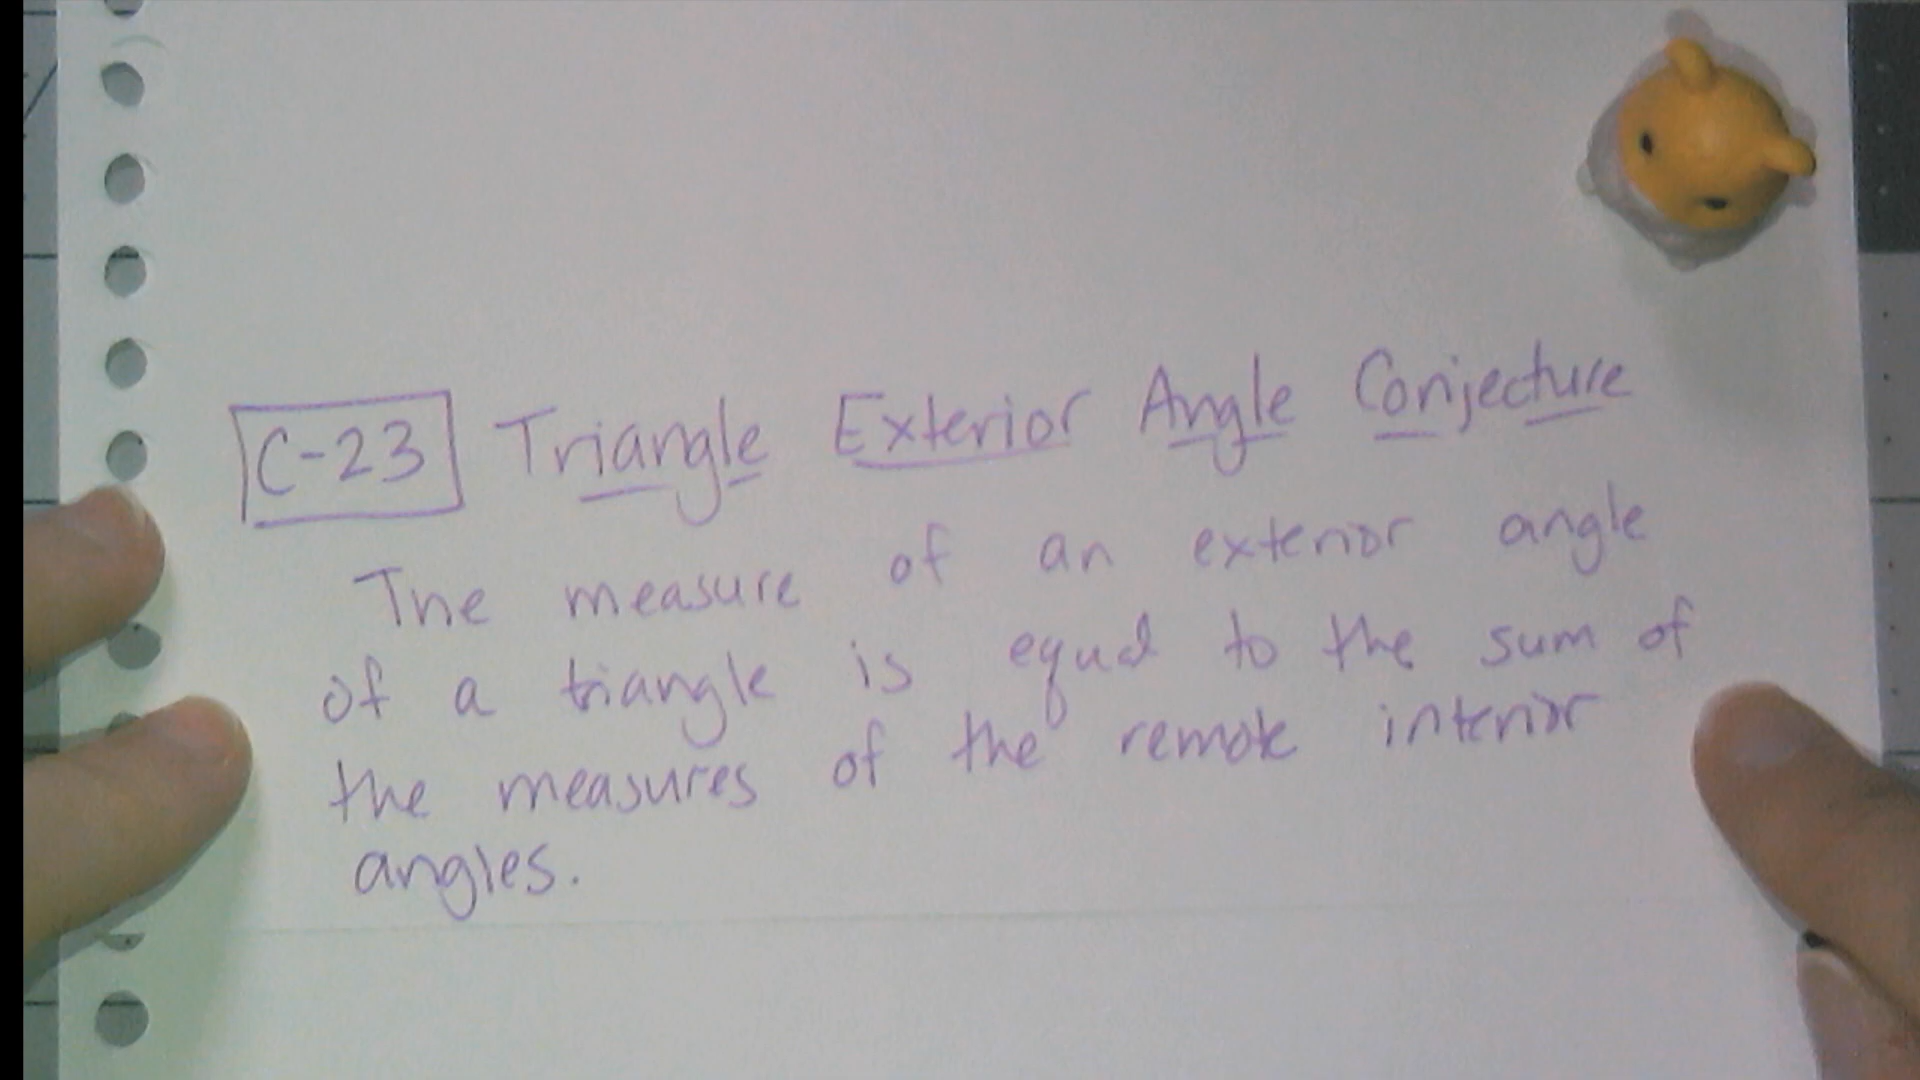 C-23 Triangle Exterior Angle Conjecture
The measure of an exterior angle
of a triangle is equal to the sum of
the measures of the remote interior
angles.